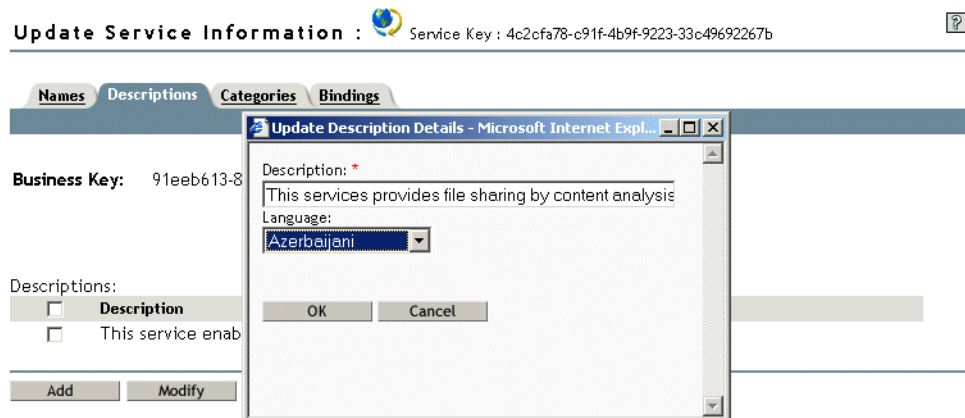 Update Service Information : Service Key : 4c2cfa78-c91f-4b9f-9223-33c49692267b
Names Descriptions Categories Bindings
Update Description Details - Microsoft Internet Expl...
Description: *
Business Key: 91eeb613-8
This services provides file sharing by content analysis
Language:
Azerbaijani
Descriptions:
Description
OK Cancel
This service enab
Add Modify